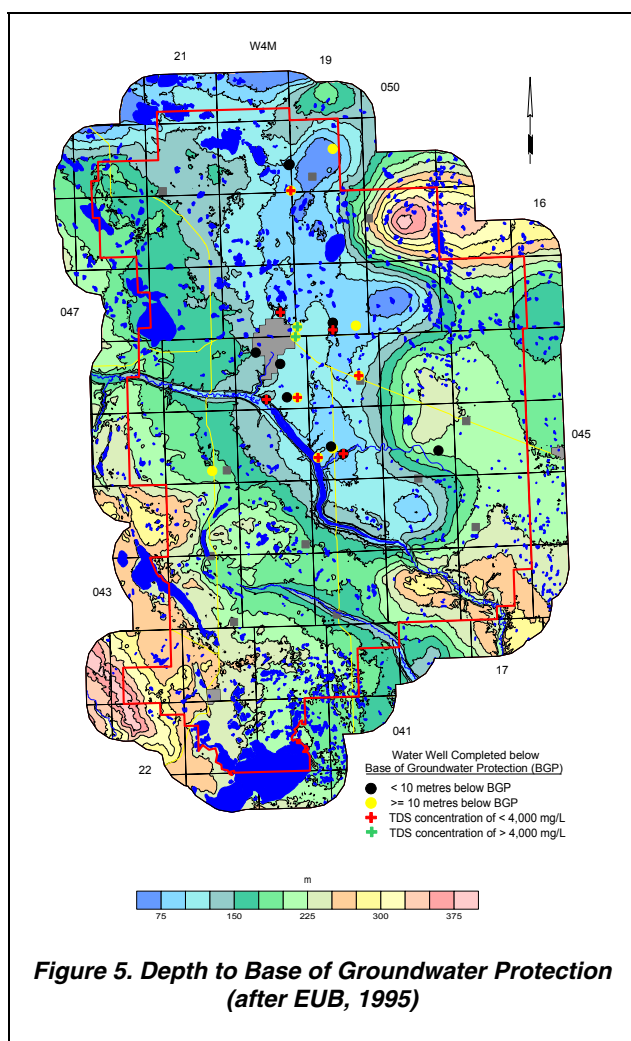 W4M
21
19
050
16
047
045
043
17
041
22
Water Well Completed below
Base of Groundwater Protection (BGP)
< 10 metres below BGP
>= 10 metres below BGP
TDS concentration of < 4,000 mg/L
TDS concentration of > 4,000 mg/L
m
75 150 225 300 375
Figure 5. Depth to Base of Groundwater Protection
(after EUB, 1995)